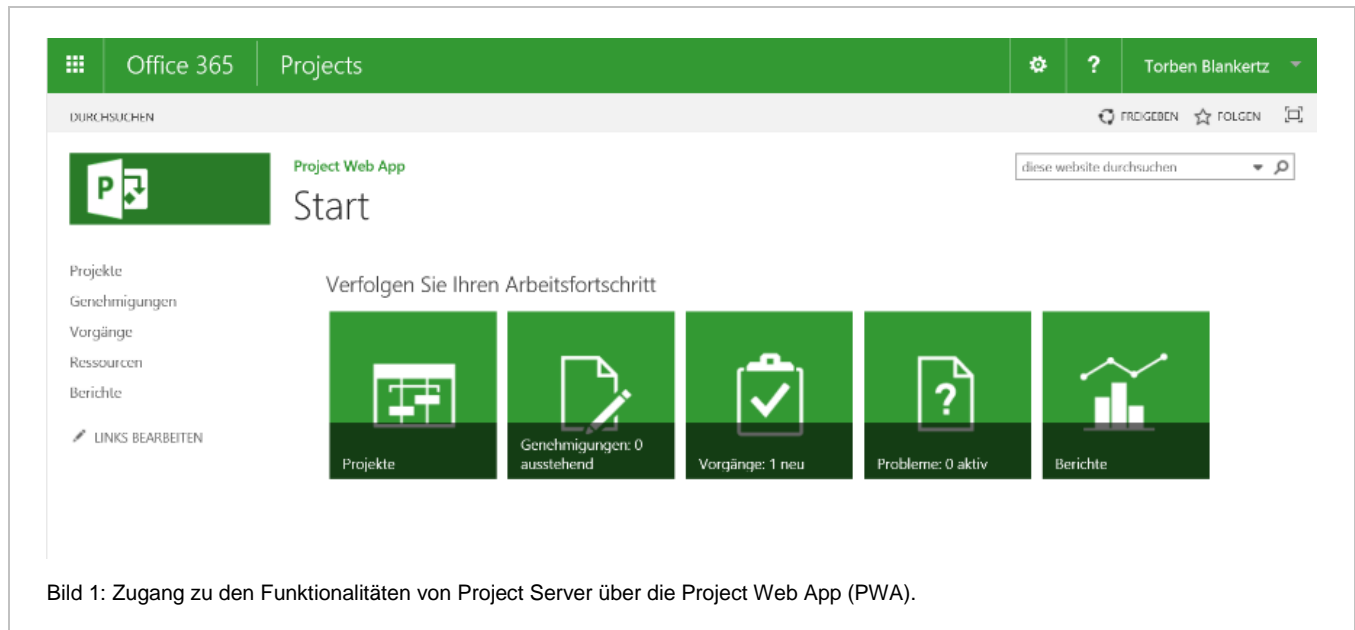 Office 365 Projects ? Torben Blankertz
DURCHSUCHEN FREIGEBEN FOLGEN
P
Project Web App
diese website durchsuchen
Start
Projekte
Genehmigungen
Vorgänge
Ressourcen
Berichte
LINKS BEARBEITEN
Verfolgen Sie Ihren Arbeitsfortschritt
Projekte
Genehmigungen: 0
ausstehend
Vorgänge: 1 neu
?
Probleme: 0 aktiv
Berichte
Bild 1: Zugang zu den Funktionalitäten von Project Server über die Project Web App (PWA).